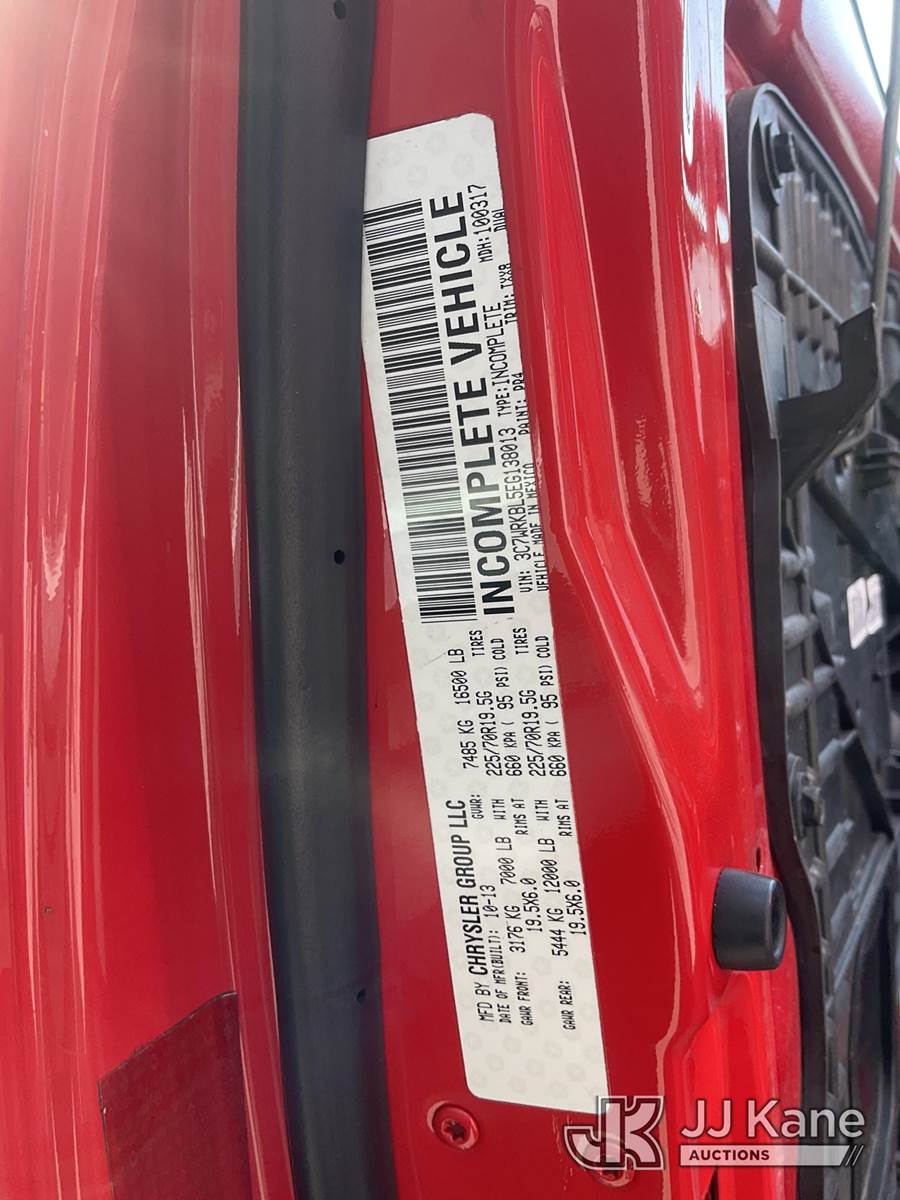 MFD BY CHRYSLER GROUP LLC
DATE OF MFR(BUILT): 10-13 GVWR: 7485 KG 16500 LB
GAWR FRONT: 3176 KG 7000 LB WITH 225/70R19.5G TIRES
19.5X6.0 RIMS AT 660 KPA ( 95 PSI) COLD
GAWR REAR: 5444 KG 12000 LB WITH 225/70R19.5G TIRES
19.5X6.0 RIMS AT 660 KPA ( 95 PSI) COLD
INCOMPLETE VEHICLE
MDH:100317
VIN: 3C7WRKBL5EG138013 TYPE:INCOMPLETE DUAL
VEHICLE MADE IN MEXICO PAINT: PR4 TRIM: TXX8
JK JJ Kane
AUCTIONS